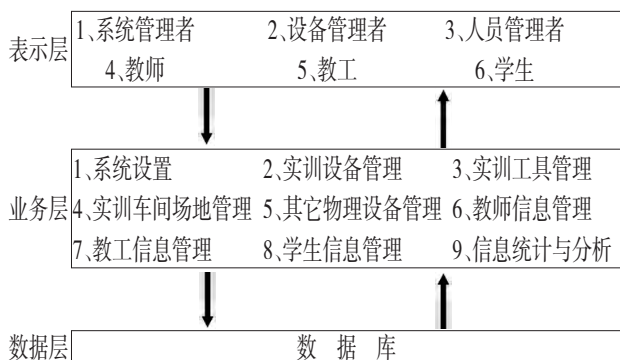 表示层
1、系统管理者 2、设备管理者 3、人员管理者
4、教师 5、教工 6、学生
业务层
1、系统设置 2、实训设备管理 3、实训工具管理
4、实训车间场地管理 5、其它物理设备管理 6、教师信息管理
7、教工信息管理 8、学生信息管理 9、信息统计与分析
数据层
数 据 库